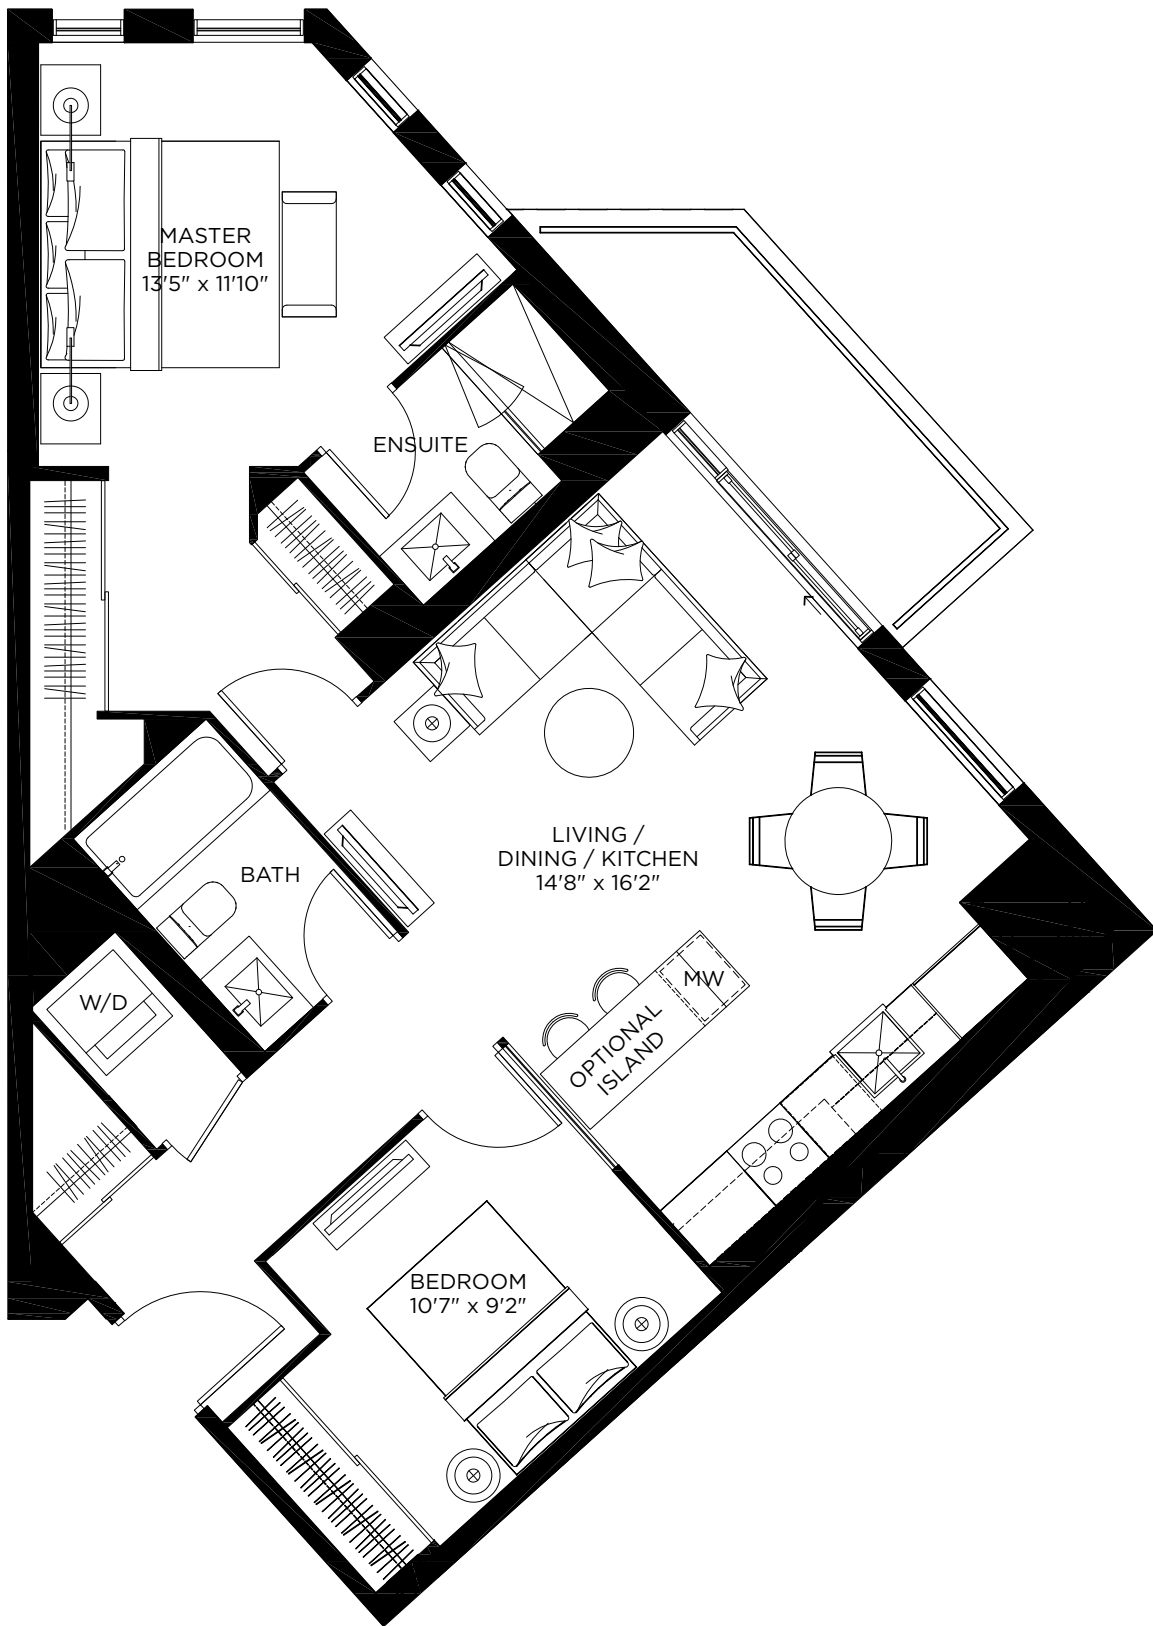 MASTER
BEDROOM
13'5" x 11'10"
ENSUITE
LIVING /
DINING / KITCHEN
14'8" x 16'2"
BATH
MW
W/D
OPTIONAL
ISLAND
BEDROOM
10'7" x 9'2"